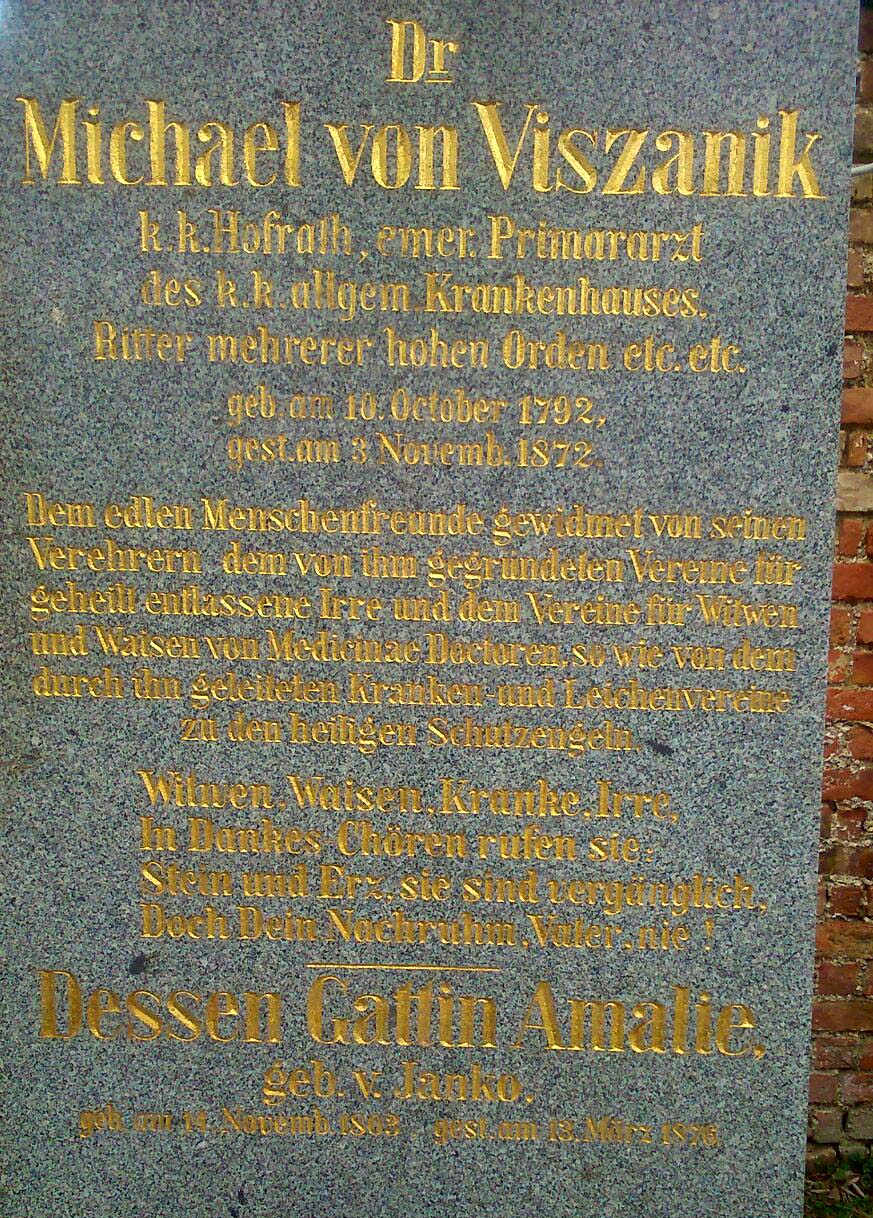 Dr
Michael von Viszanik
k.k. Hofrath, emer. Primararzt
des k.k. allgem. Krankenhauses,
Ritter mehrerer hohen Orden etc. etc.
geb. am 10. October 1792,
gest. am 3 Novemb. 1872.
Dem edlen Menschenfreunde gewidmet von seinen
Verehrern dem von ihm gegründeten Vereine für
geheilt entlassene Irre und dem Vereine für Witwen
und Waisen von Medicinae Doctoren, so wie von dem
durch ihn geleiteten Kranken- und Leichenvereine
zu den heiligen Schutzengeln.
Witwen, Waisen, Kranke, Irre,
In Dankes-Chören rufen sie:
Stein und Erz, sie sind vergänglich,
Doch Dein Nachruhm, Vater, nie!
Dessen Gattin Amalie,
geb. v. Janko,
geb. am 14. Novemb. 1803 gest. am 13. März 1876